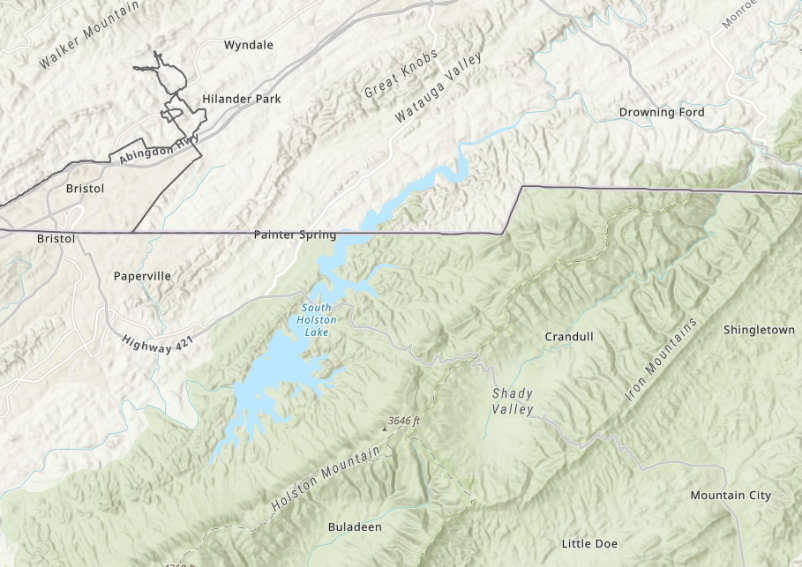 Walker Mountain
Monroe
Wyndale
Great Knobs
Watauga Valley
Hilander Park
Drowning Ford
Abingdon Hwy
Bristol
Painter Spring
Bristol
Paperville
South
Holston
Lake
Highway 421
Crandull
Shingletown
Iron Mountains
Shady
Valley
3646 ft
Holston Mountain
Mountain City
Buladeen
Little Doe